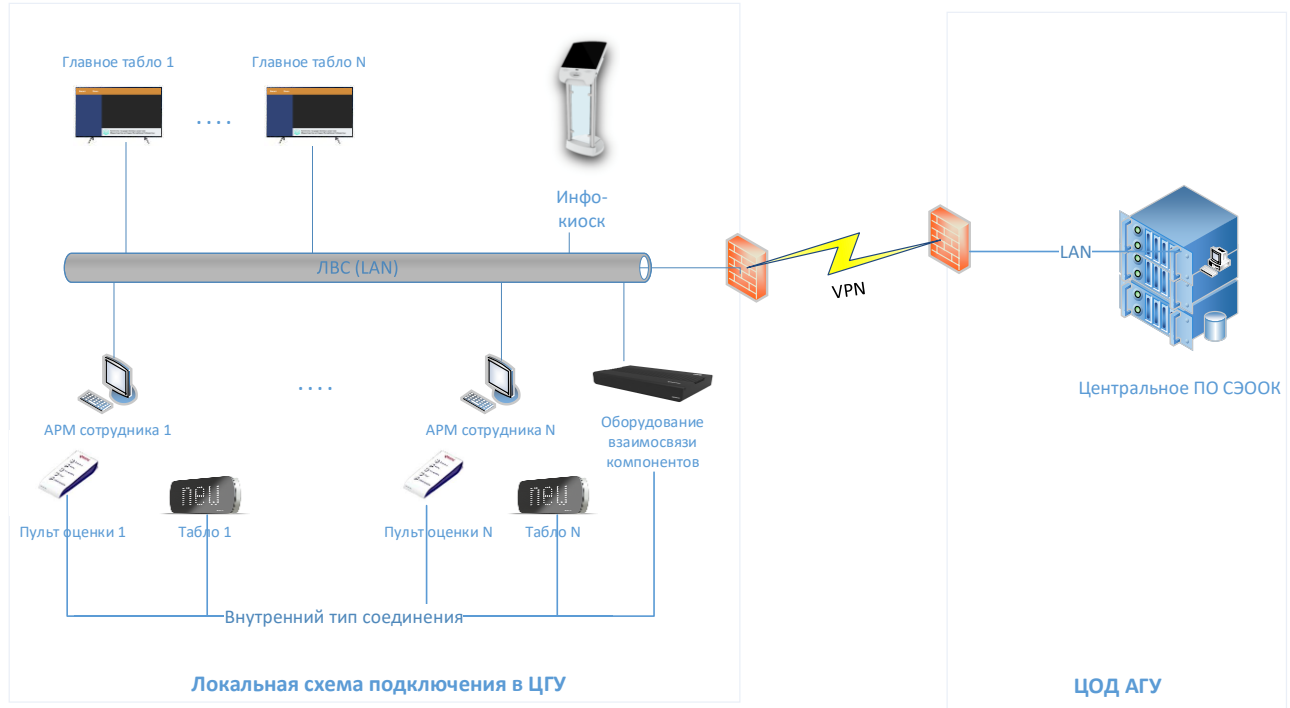 Главное табло 1
Главное табло N
. . . .
Инфо-
киоск
ЛВС (LAN)
VPN
LAN
Центральное ПО СЭООК
АРМ сотрудника 1
. . . .
АРМ сотрудника N
Оборудование
взаимосвязи
компонентов
new
new
Пульт оценки 1
Табло 1
Пульт оценки N
Табло N
Внутренний тип соединения
Локальная схема подключения в ЦГУ
ЦОД АГУ